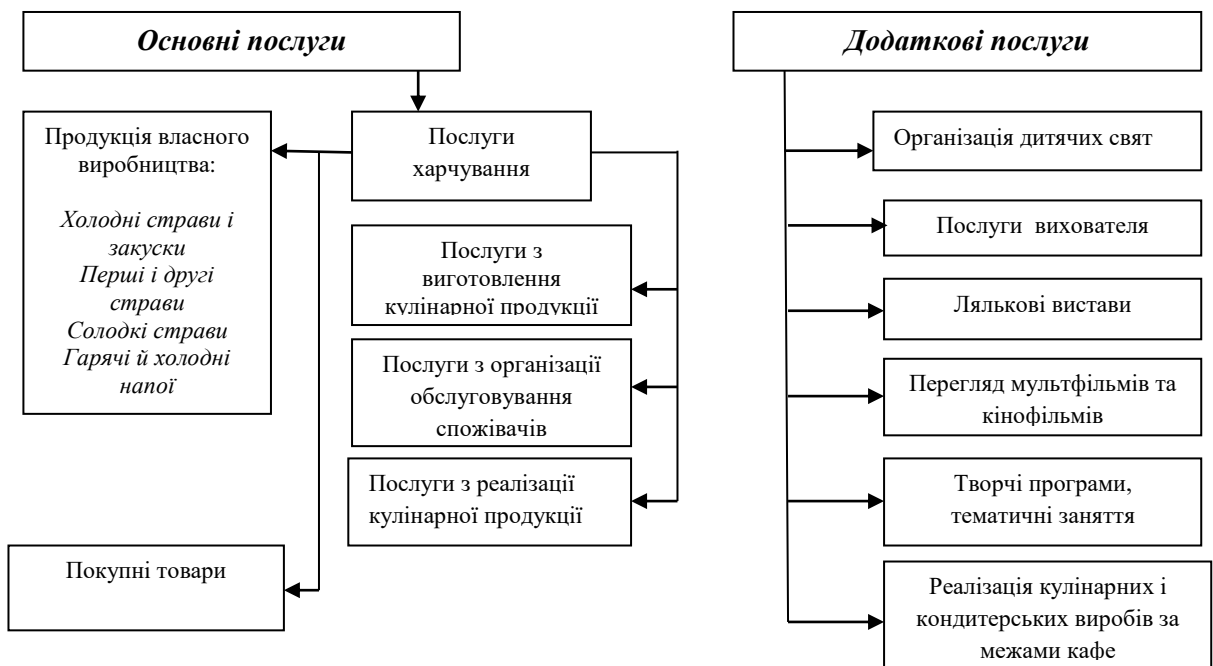 Основні послуги
Додаткові послуги
Продукція власного
виробництва:
Холодні страви і
закуски
Перші і другі
страви
Солодкі страви
Гарячі й холодні
напої
Послуги
харчування
Послуги з
виготовлення
кулінарної продукції
Послуги з організації
обслуговування
споживачів
Послуги з реалізації
кулінарної продукції
Покупні товари
Організація дитячих свят
Послуги вихователя
Лялькові вистави
Перегляд мультфільмів та
кінофільмів
Творчі програми,
тематичні заняття
Реалізація кулінарних і
кондитерських виробів за
межами кафе